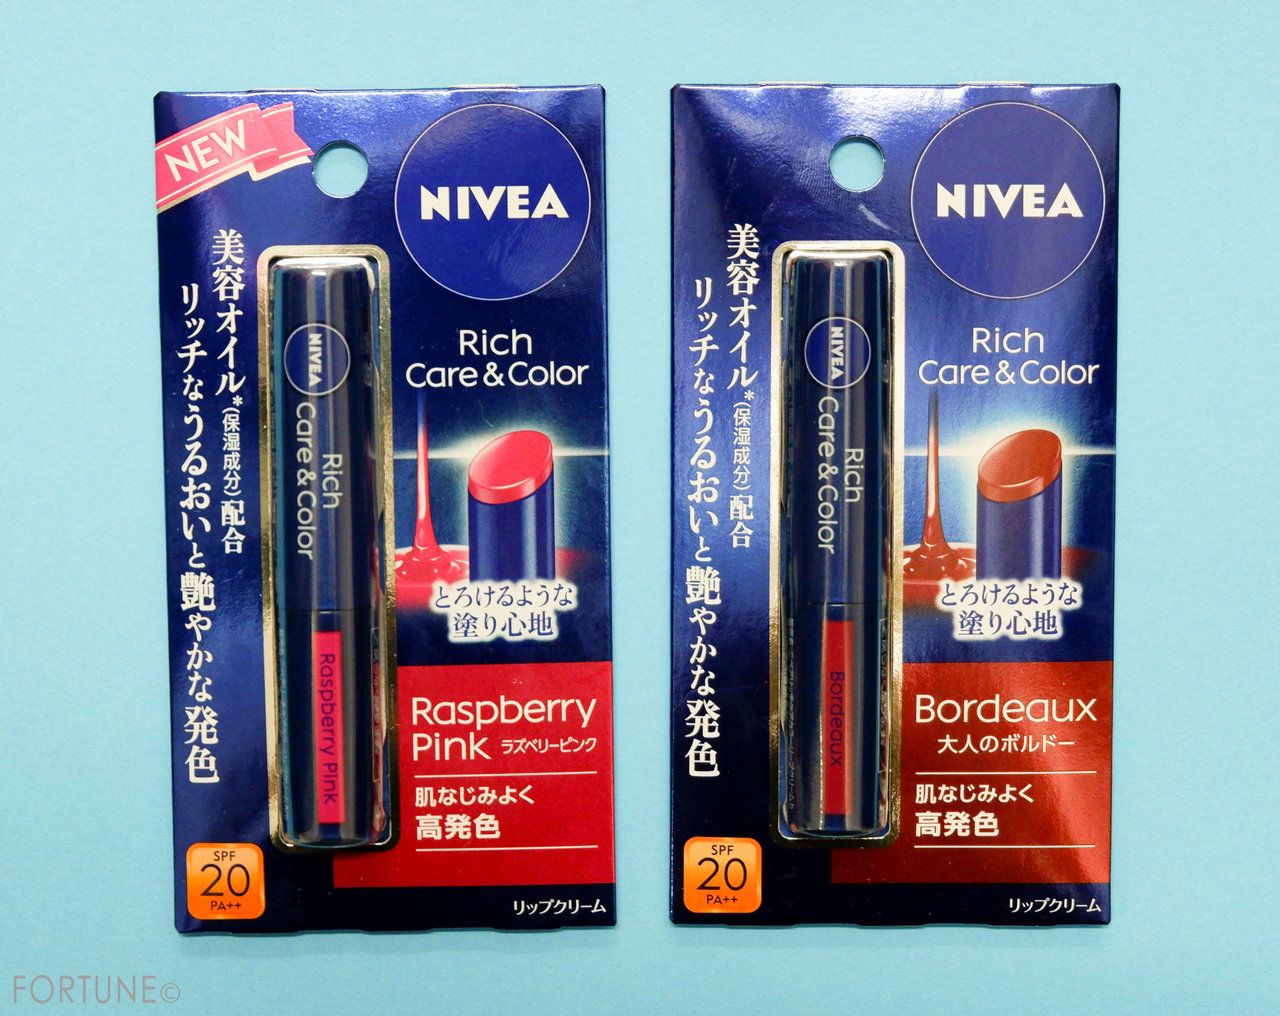 NEW
NIVEA
美容オイル*(保湿成分)配合
リッチなうるおいと艶やかな発色
NIVEA
Rich
Care & Color
Raspberry Pink
Rich
Care & Color
とろけるような
塗り心地
Raspberry
Pink ラズベリーピンク
肌なじみよく
高発色
SPF
20
PA++
リップクリーム
NIVEA
美容オイル*(保湿成分)配合
リッチなうるおいと艶やかな発色
NIVEA
Rich
Care & Color
Bordeaux
Rich
Care & Color
とろけるような
塗り心地
Bordeaux
大人のボルドー
肌なじみよく
高発色
SPF
20
PA++
リップクリーム
FORTUNE©